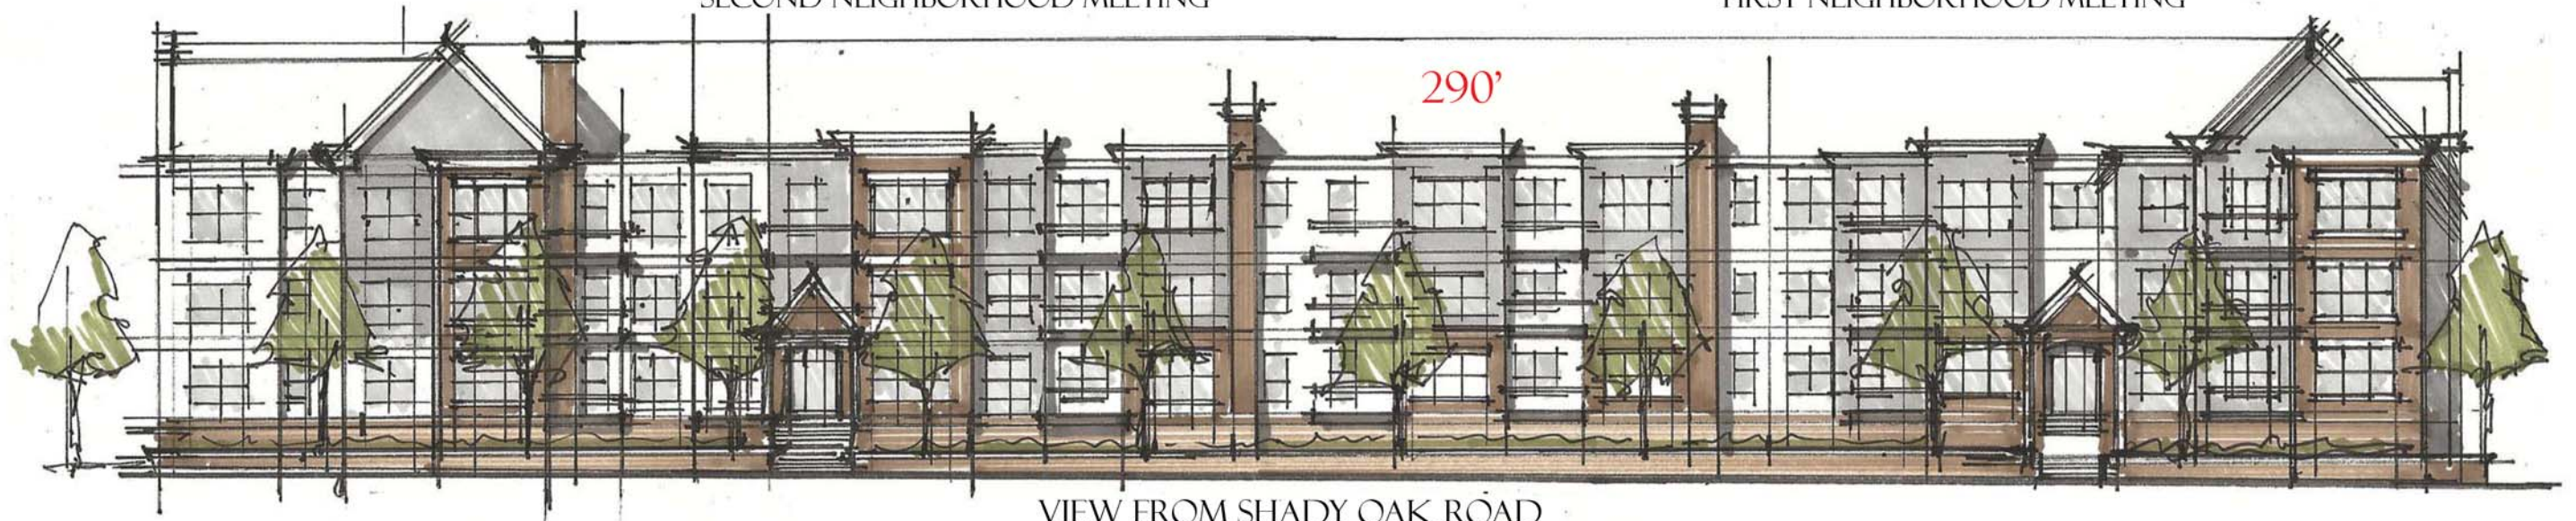 SECOND NEIGHBORHOOD MEETING
FIRST NEIGHBORHOOD MEETING
290'
VIEW FROM SHADY OAK ROAD